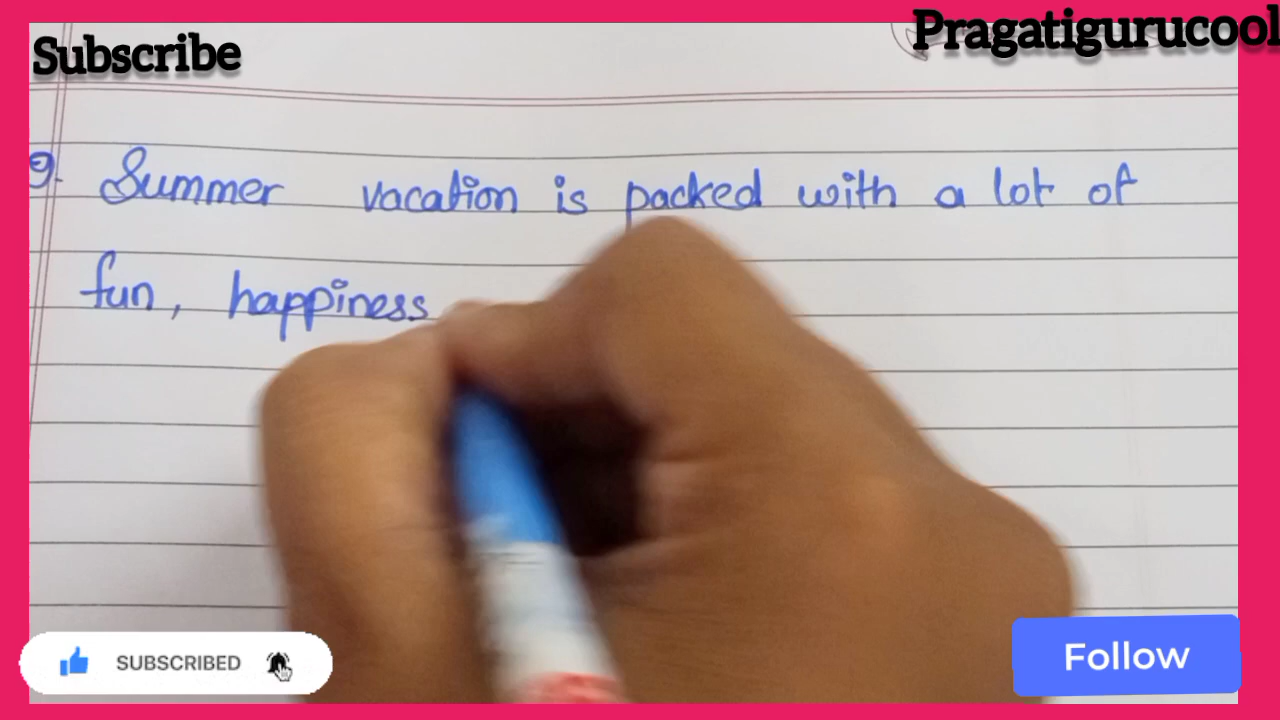 Subscribe
Pragatigurucool
9. Summer vacation is packed with a lot of
fun, happiness
SUBSCRIBED
Follow